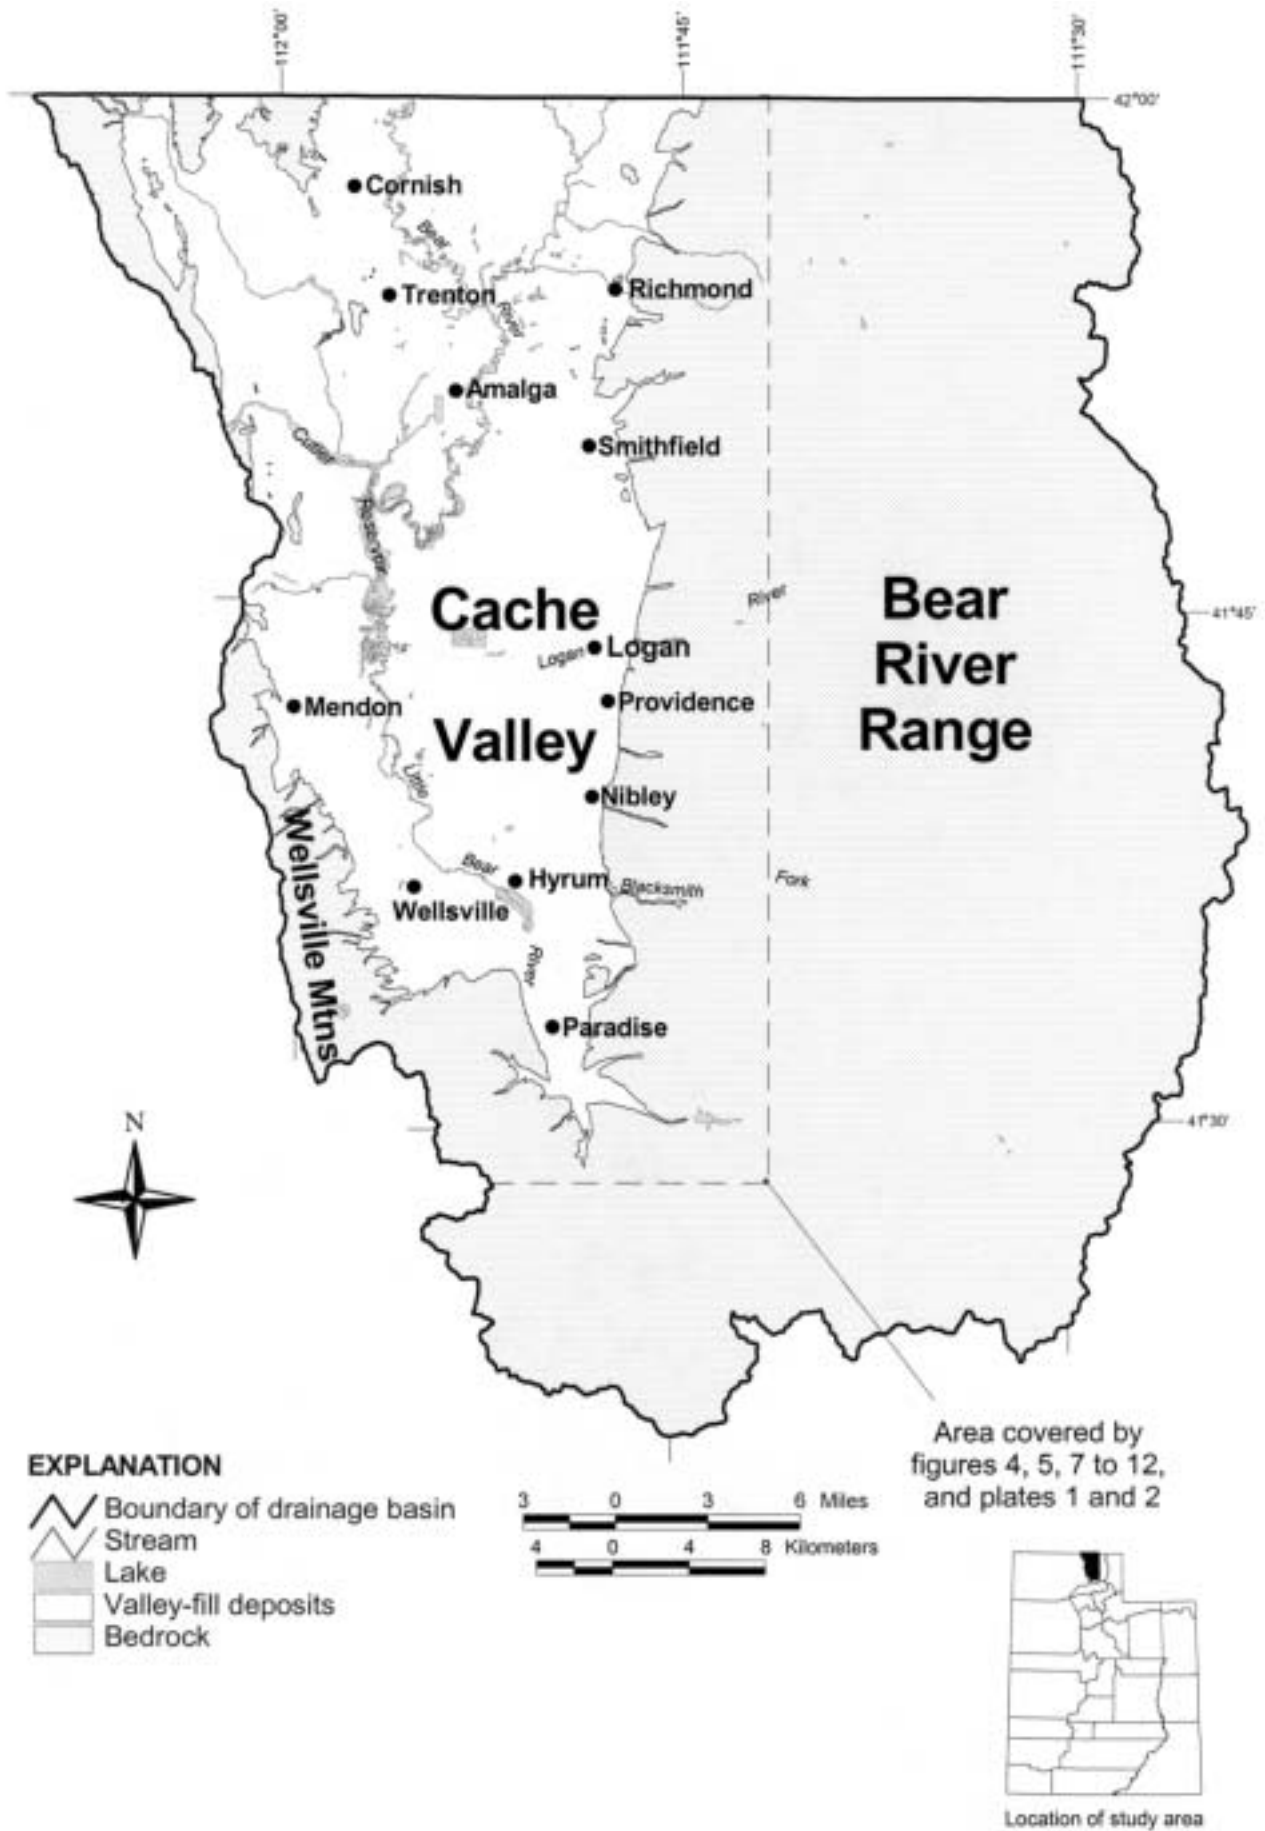 112°00'
111°45'
111°30'
42°00'
Cornish
Bear
Trenton
Richmond
River
Amalga
Cutler
Smithfield
Reservoir
Cache
Bear
River
River
41°45'
Logan
Logan
River
Range
Mendon
Providence
Valley
Little
Nibley
Wellsville Mtns
Bear
Hyrum
Blacksmith
Fork
Wellsville
River
Paradise
N
41°30'
Area covered by
figures 4, 5, 7 to 12,
and plates 1 and 2
EXPLANATION
Boundary of drainage basin
Stream
Lake
Valley-fill deposits
Bedrock
3 0 3 6 Miles
4 0 4 8 Kilometers
Location of study area